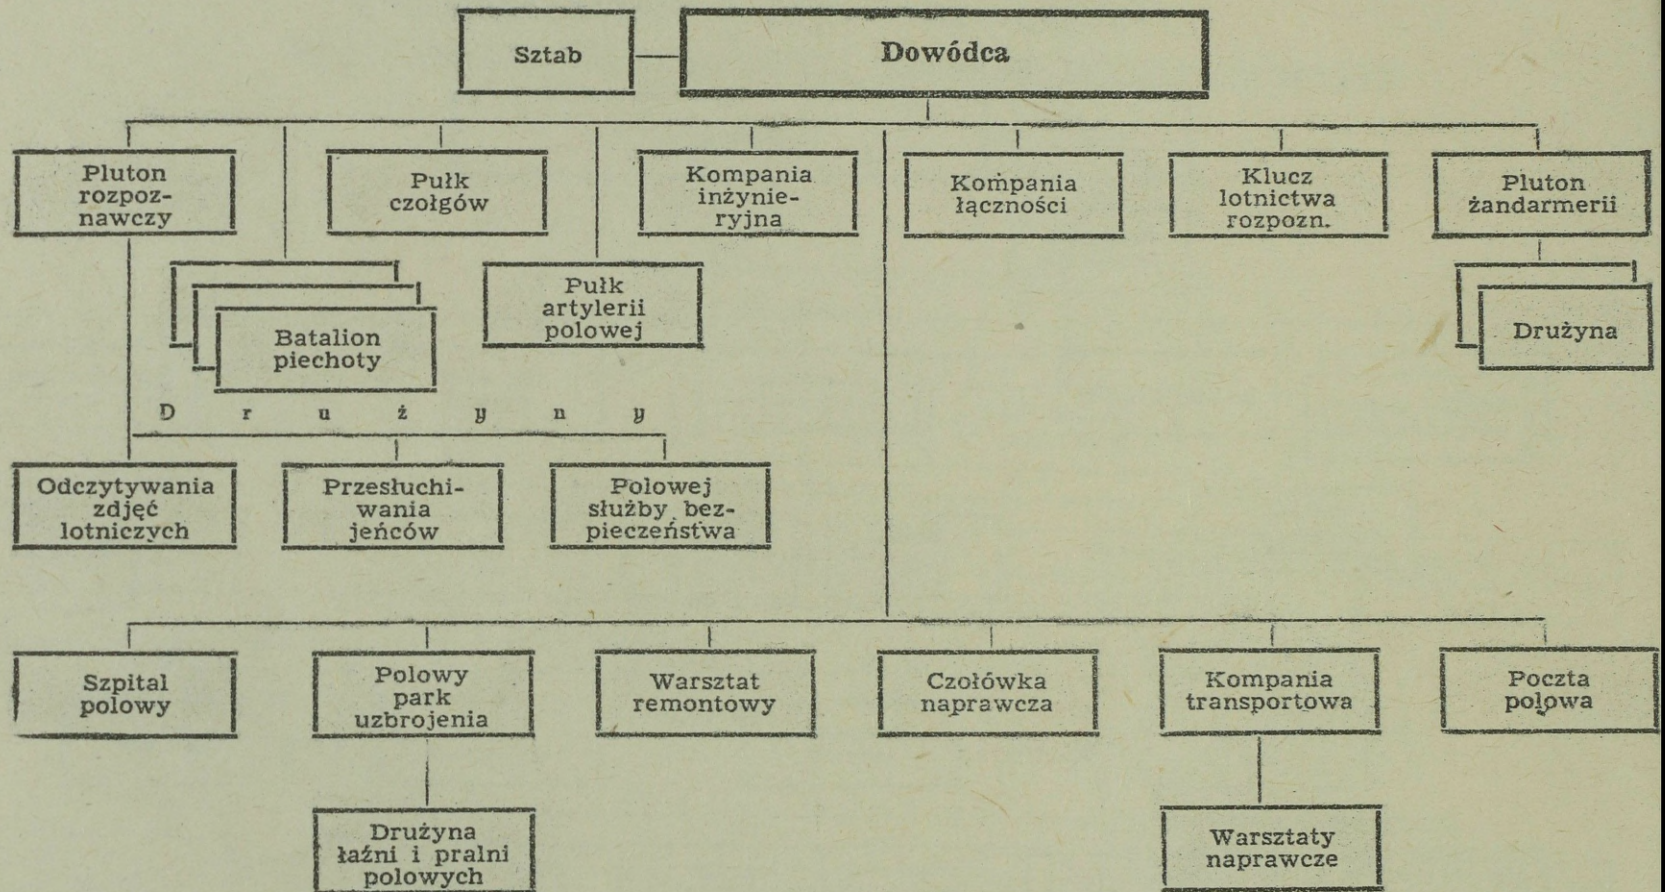 Sztab
Dowódca
Pluton
rozpoz-
nawczy
Pułk
czołgów
Kompania
inżynie-
ryjna
Kompania
łączności
Klucz
lotnictwa
rozpozn.
Pluton
żandarmerii
Batalion
piechoty
Pułk
artylerii
polowej
Drużyna
Drużyny
Odczytywania
zdjęć
lotniczych
Przesłuchi-
wania
jeńców
Polowej
służby bez-
pieczeństwa
Szpital
polowy
Polowy
park
uzbrojenia
Warsztat
remontowy
Czołówka
naprawcza
Kompania
transportowa
Poczta
polowa
Drużyna
łaźni i pralni
polowych
Warsztaty
naprawcze